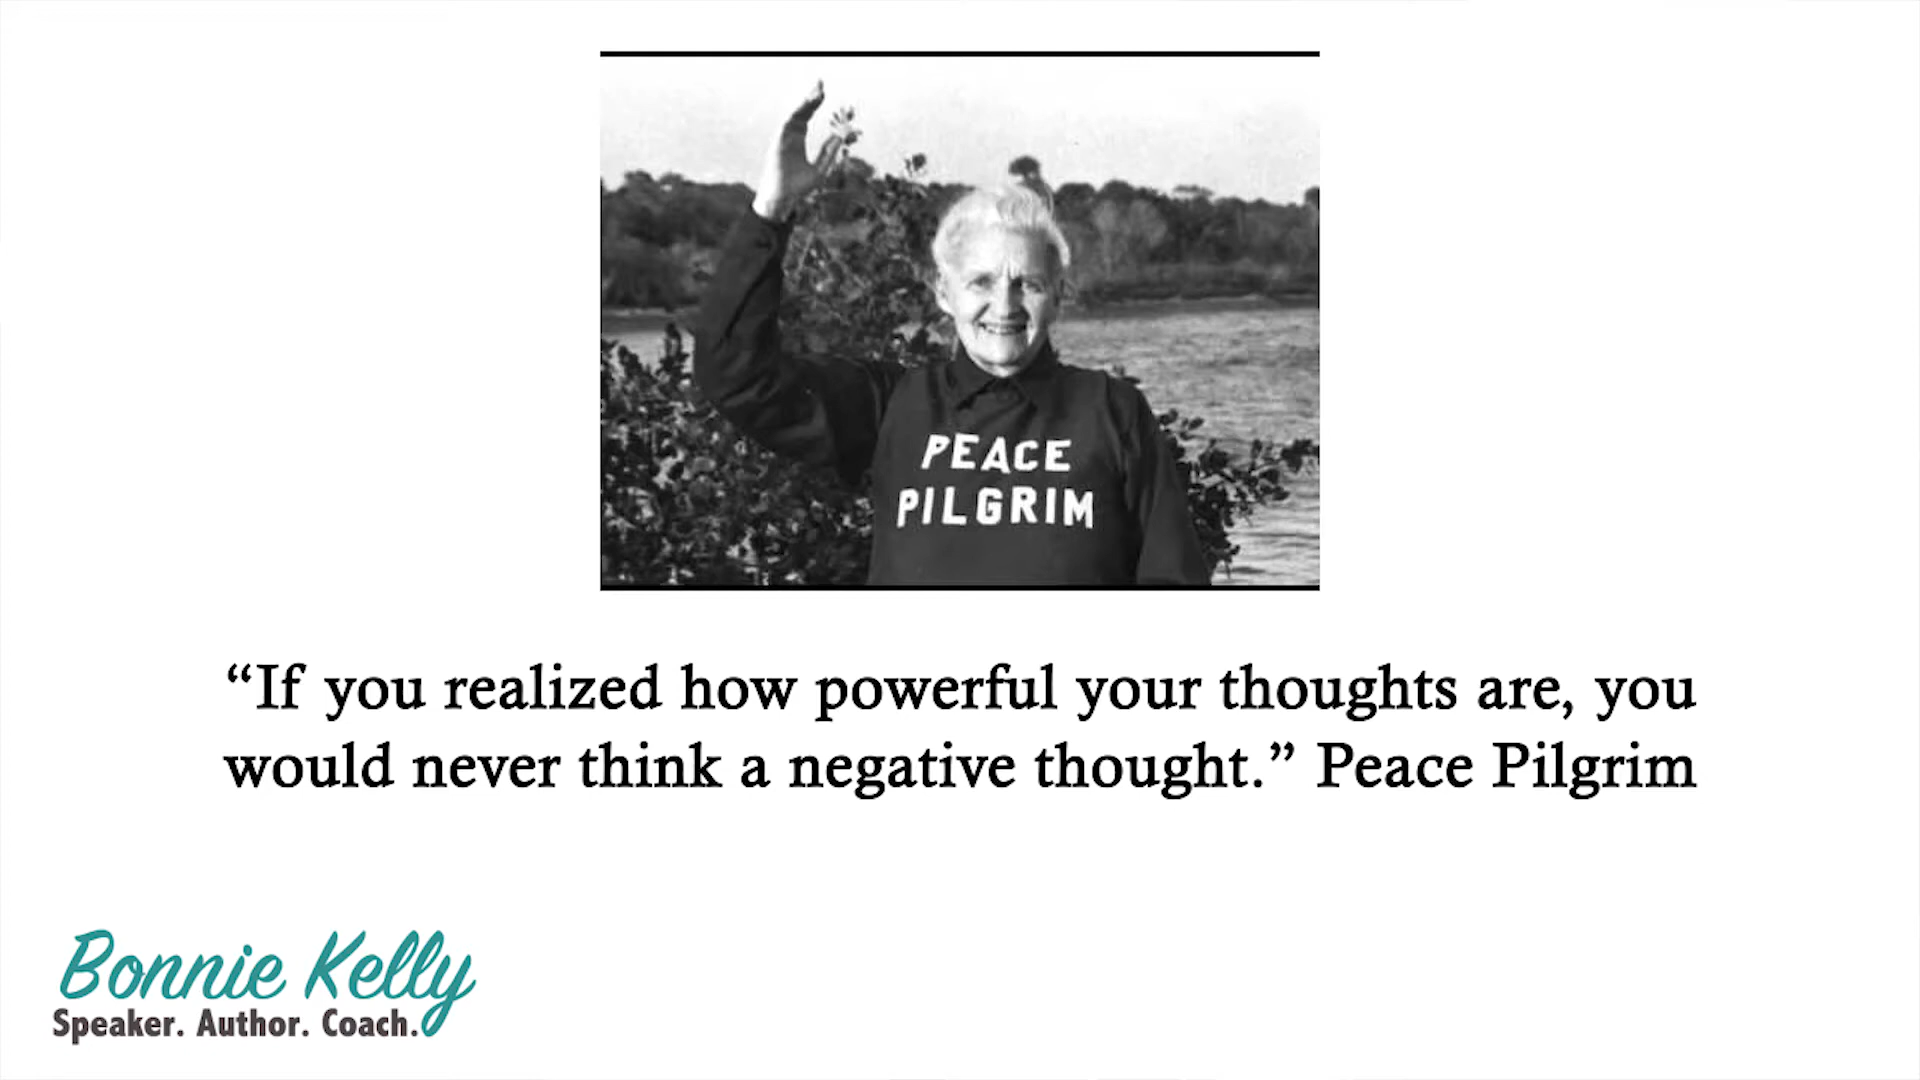 PEACE
PILGRIM
“If you realized how powerful your thoughts are, you
would never think a negative thought.” Peace Pilgrim
Bonnie Kelly
Speaker. Author. Coach.